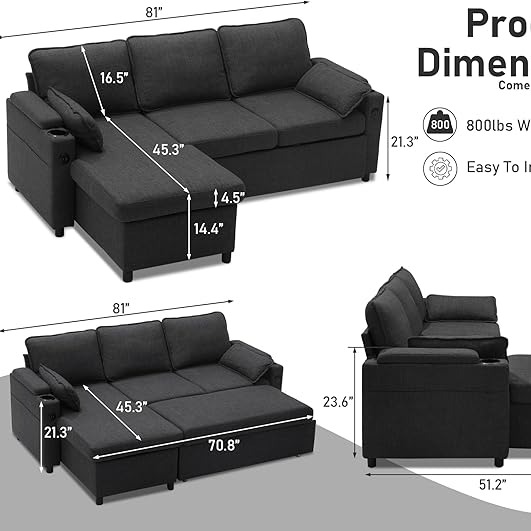 81"
Pro
Dimen
Come
16.5"
800
800lbs W
21.3"
45.3"
Easy To In
4.5"
14.4"
81"
45.3"
21.3"
70.8"
23.6"
51.2"